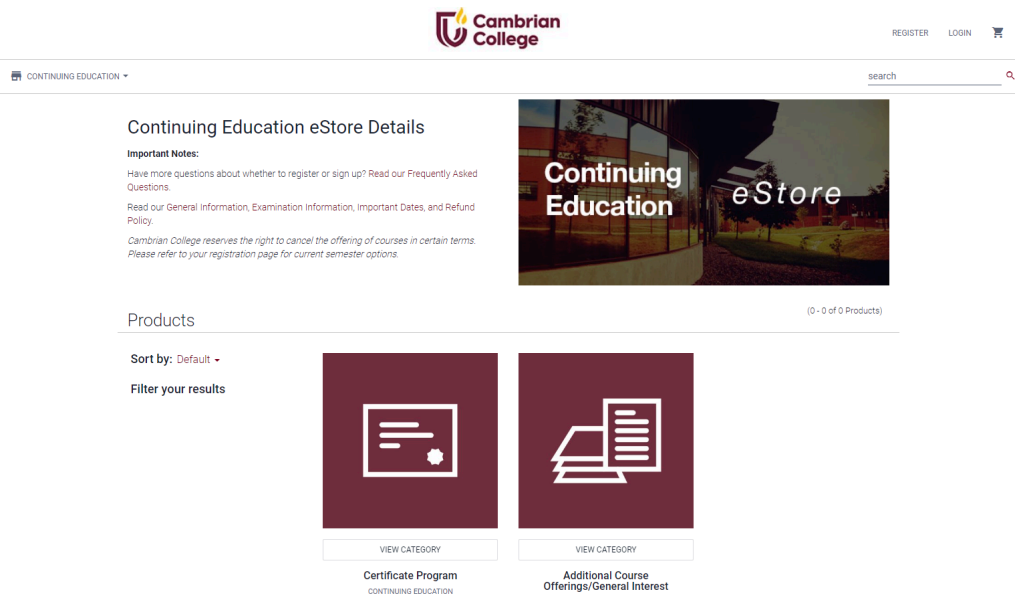 Cambrian
College
REGISTER LOGIN
CONTINUING EDUCATION
search
Continuing Education eStore Details
Important Notes:
Have more questions about whether to register or sign up? Read our Frequently Asked
Questions.
Read our General Information, Examination Information, Important Dates, and Refund
Policy.
Cambrian College reserves the right to cancel the offering of courses in certain terms.
Please refer to your registration page for current semester options.
Continuing
Education
eStore
Products
(0 - 0 of 0 Products)
Sort by: Default
Filter your results
VIEW CATEGORY
Certificate Program
CONTINUING EDUCATION
VIEW CATEGORY
Additional Course
Offerings/General Interest